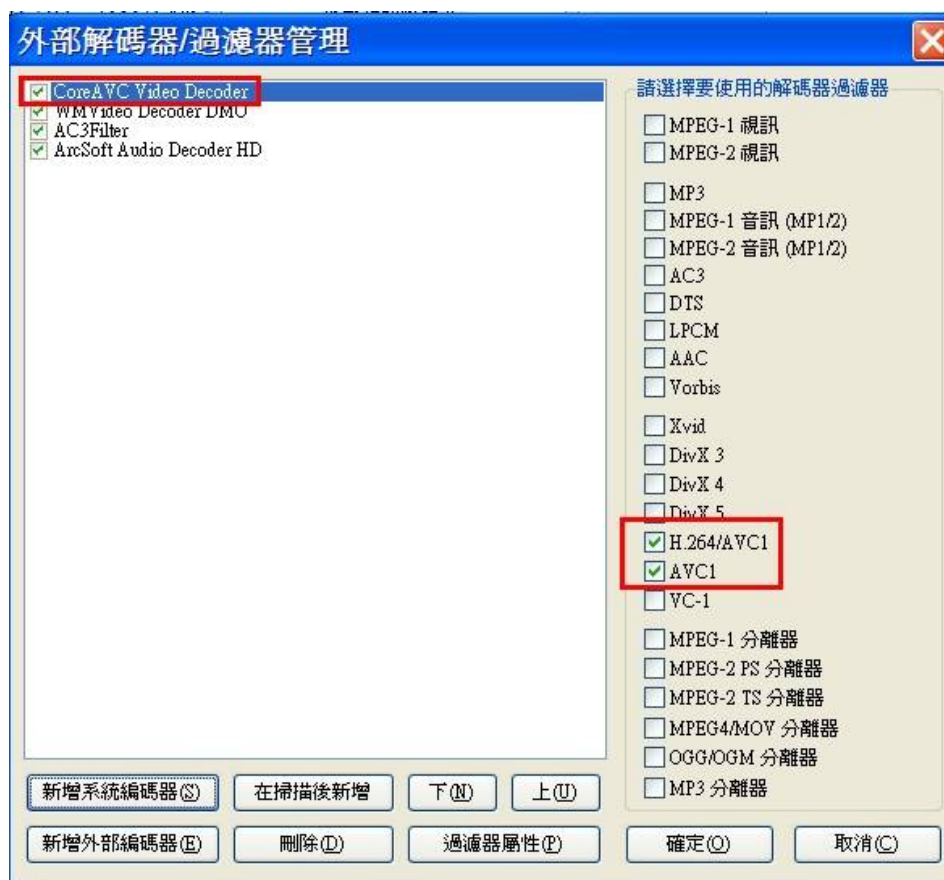 外部解碼器/過濾器管理
CoreAVC Video Decoder
WMVideo Decoder DMO
AC3Filter
ArcSoft Audio Decoder HD
請選擇要使用的解碼器過濾器
MPEG-1 視訊
MPEG-2 視訊
MP3
MPEG-1 音訊 (MP1/2)
MPEG-2 音訊 (MP1/2)
AC3
DTS
LPCM
AAC
Vorbis
Xvid
DivX 3
DivX 4
DivX 5
H.264/AVC1
AVC1
VC-1
MPEG-1 分離器
MPEG-2 PS 分離器
MPEG-2 TS 分離器
MPEG4/MOV 分離器
OGG/OGM 分離器
MP3 分離器
新增系統編碼器(S) 在掃描後新增 下(N) 上(U)
新增外部編碼器(E) 刪除(D) 過濾器屬性(P) 確定(O) 取消(C)